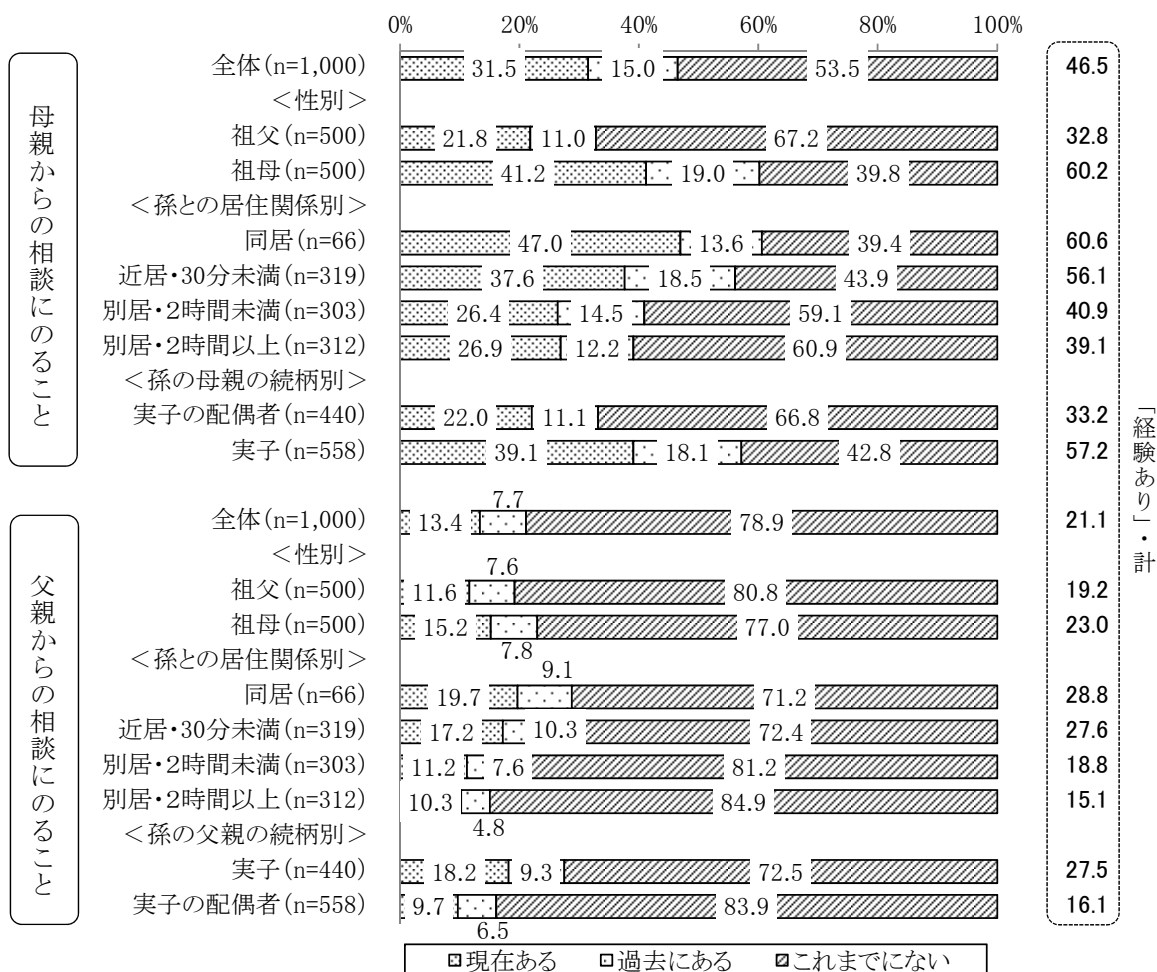 0% 20% 40% 60% 80% 100%
母親からの相談にのること
全体(n=1,000) 31.5 15.0 53.5 46.5
＜性別＞
祖父(n=500) 21.8 11.0 67.2 32.8
祖母(n=500) 41.2 19.0 39.8 60.2
＜孫との居住関係別＞
同居(n=66) 47.0 13.6 39.4 60.6
近居・30分未満(n=319) 37.6 18.5 43.9 56.1
別居・2時間未満(n=303) 26.4 14.5 59.1 40.9
別居・2時間以上(n=312) 26.9 12.2 60.9 39.1
＜孫の母親の続柄別＞
実子の配偶者(n=440) 22.0 11.1 66.8 33.2
実子(n=558) 39.1 18.1 42.8 57.2
父親からの相談にのること
全体(n=1,000) 13.4 7.7 78.9 21.1
＜性別＞
祖父(n=500) 11.6 7.6 80.8 19.2
祖母(n=500) 15.2 7.8 77.0 23.0
＜孫との居住関係別＞
同居(n=66) 19.7 9.1 71.2 28.8
近居・30分未満(n=319) 17.2 10.3 72.4 27.6
別居・2時間未満(n=303) 11.2 7.6 81.2 18.8
別居・2時間以上(n=312) 10.3 4.8 84.9 15.1
＜孫の父親の続柄別＞
実子(n=440) 18.2 9.3 72.5 27.5
実子の配偶者(n=558) 9.7 6.5 83.9 16.1
「経験あり」・計
現在ある 過去にある これまでにない